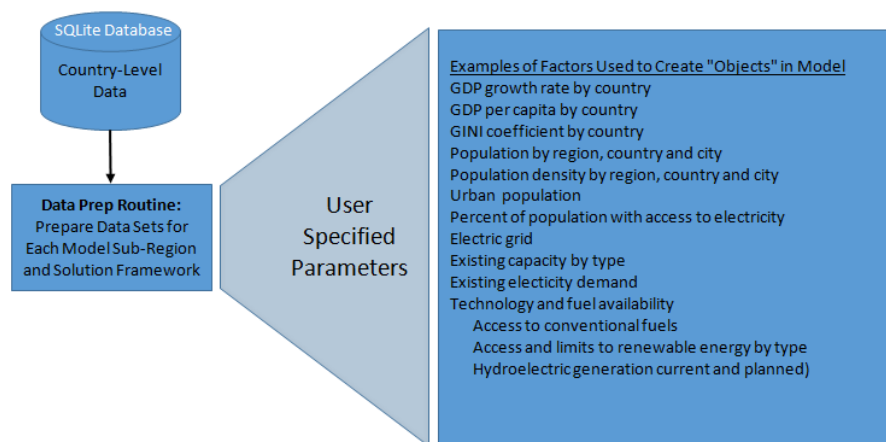 SQLite Database
Country-Level
Data
Data Prep Routine:
Prepare Data Sets for
Each Model Sub-Region
and Solution Framework
User
Specified
Parameters
Examples of Factors Used to Create "Objects" in Model
GDP growth rate by country
GDP per capita by country
GINI coefficient by country
Population by region, country and city
Population density by region, country and city
Urban population
Percent of population with access to electricity
Electric grid
Existing capacity by type
Existing electicity demand
Technology and fuel availability
Access to conventional fuels
Access and limits to renewable energy by type
Hydroelectric generation current and planned)